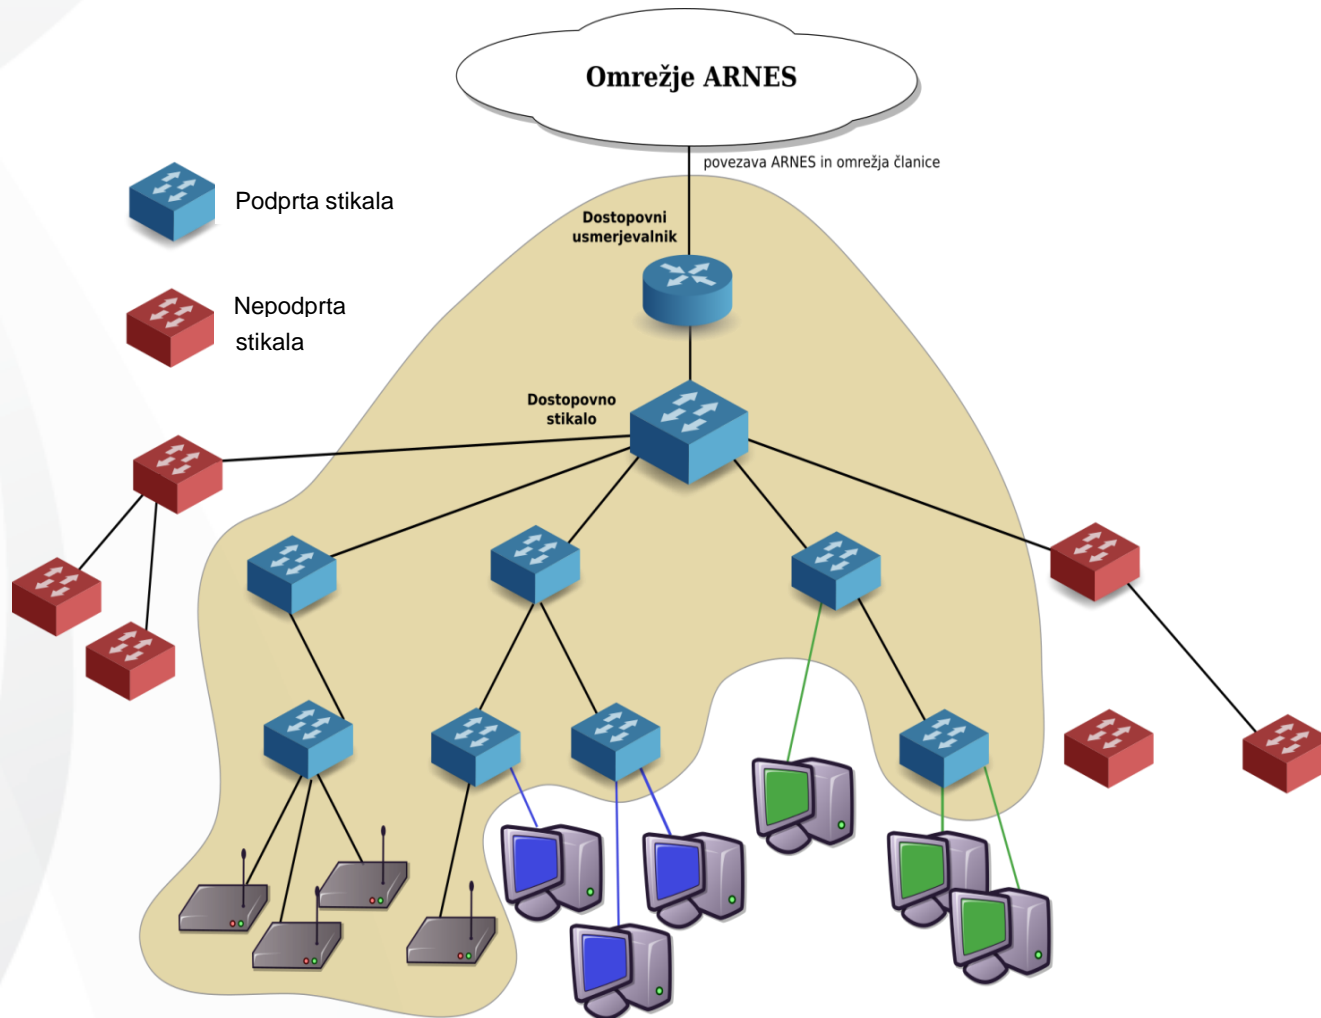 Omrežje ARNES
povezava ARNES in omrežja članice
Podprta stikala
Dostopovni
usmerjevalnik
Nepodprta
stikala
Dostopovno
stikalo